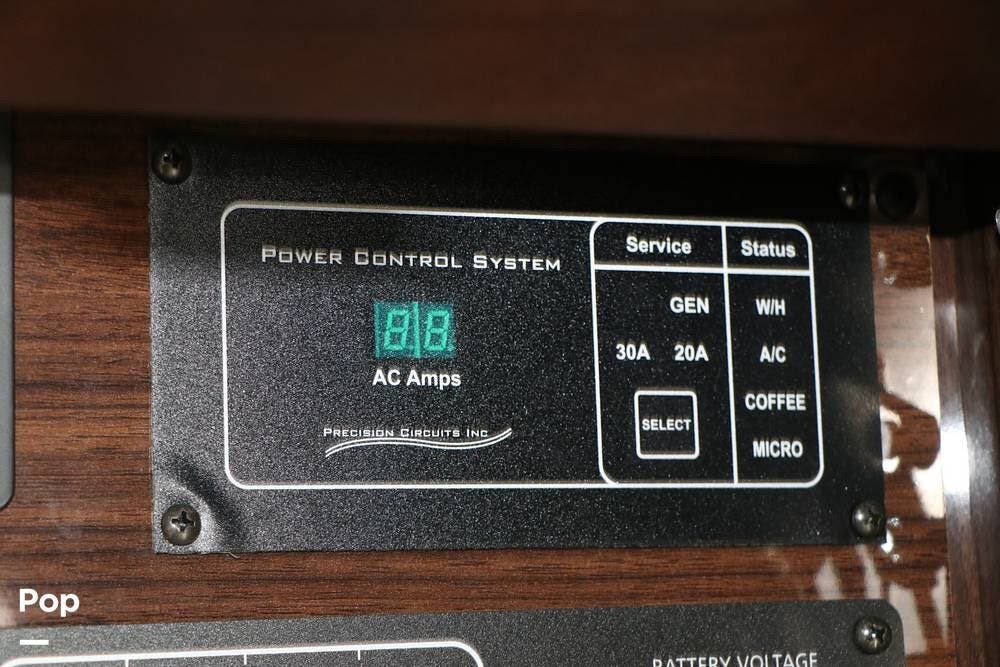 POWER CONTROL SYSTEM
88
AC Amps
PRECISION CIRCUITS INC
Service
Status
GEN
W/H
30A 20A
A/C
SELECT
COFFEE
MICRO
Pop
BATTERY VOLTAGE